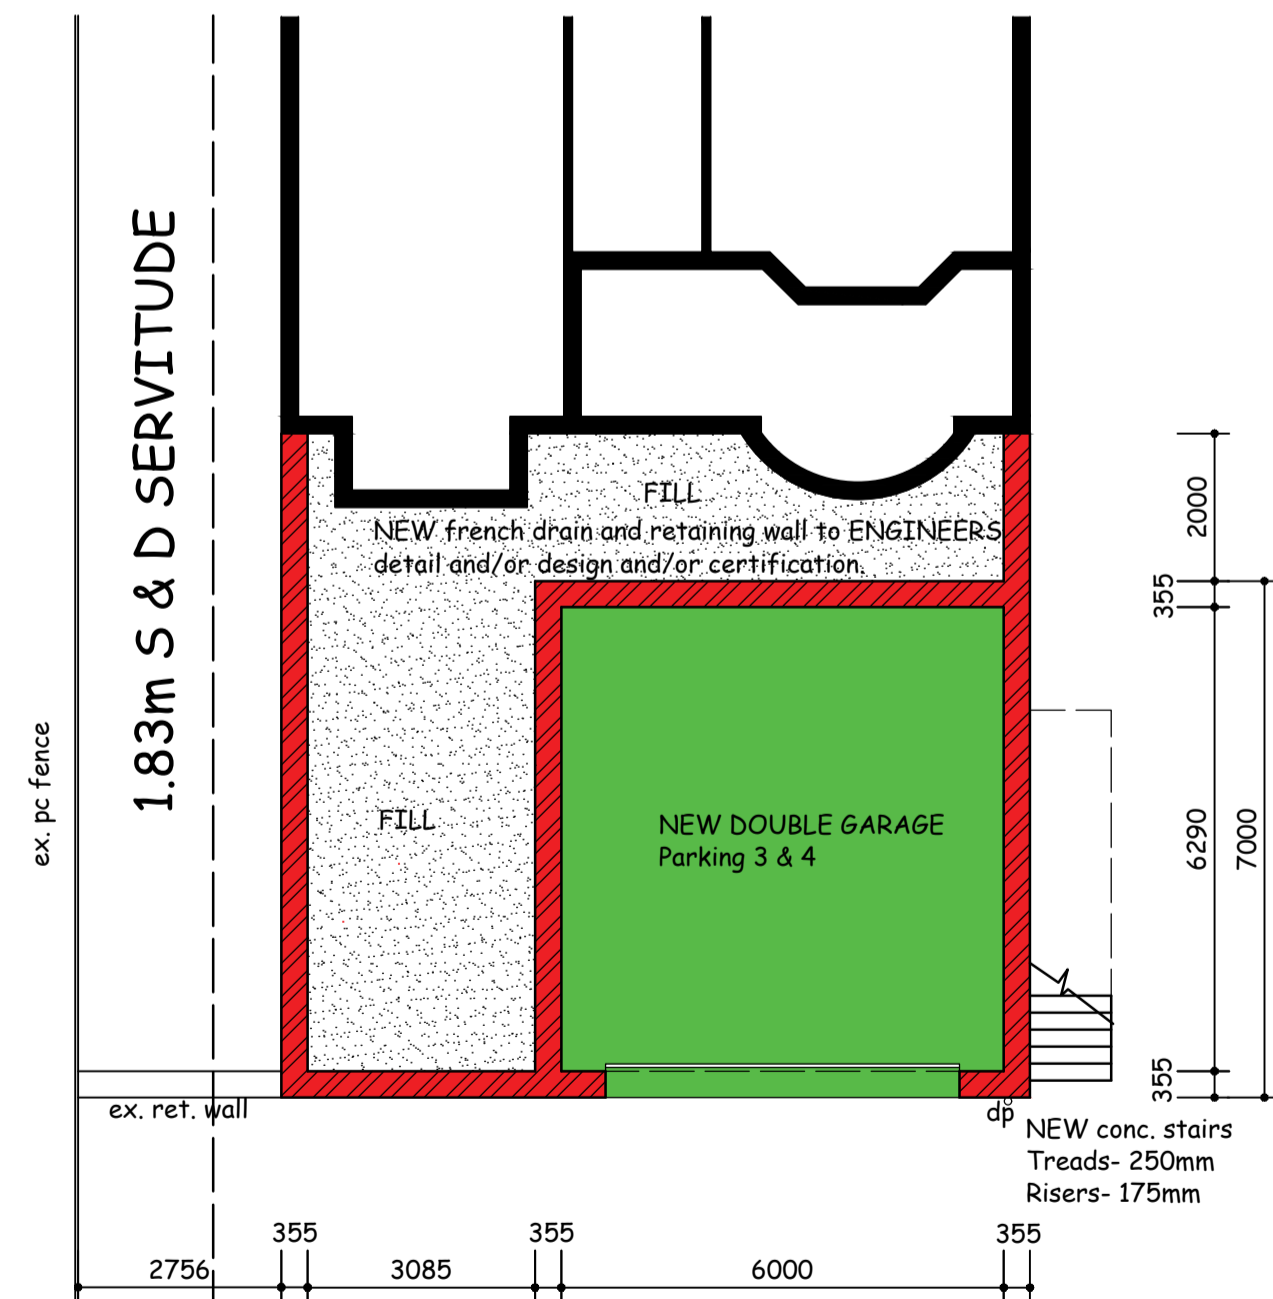 1.83m S & D SERVITUDE
ex. pc fence
FILL
NEW french drain and retaining wall to ENGINEERS
detail and/or design and/or certification.
FILL
NEW DOUBLE GARAGE
Parking 3 & 4
2000
355
6290
7000
355
ex. ret. wall
dp
NEW conc. stairs
Treads- 250mm
Risers- 175mm
355
355
355
2756
3085
6000